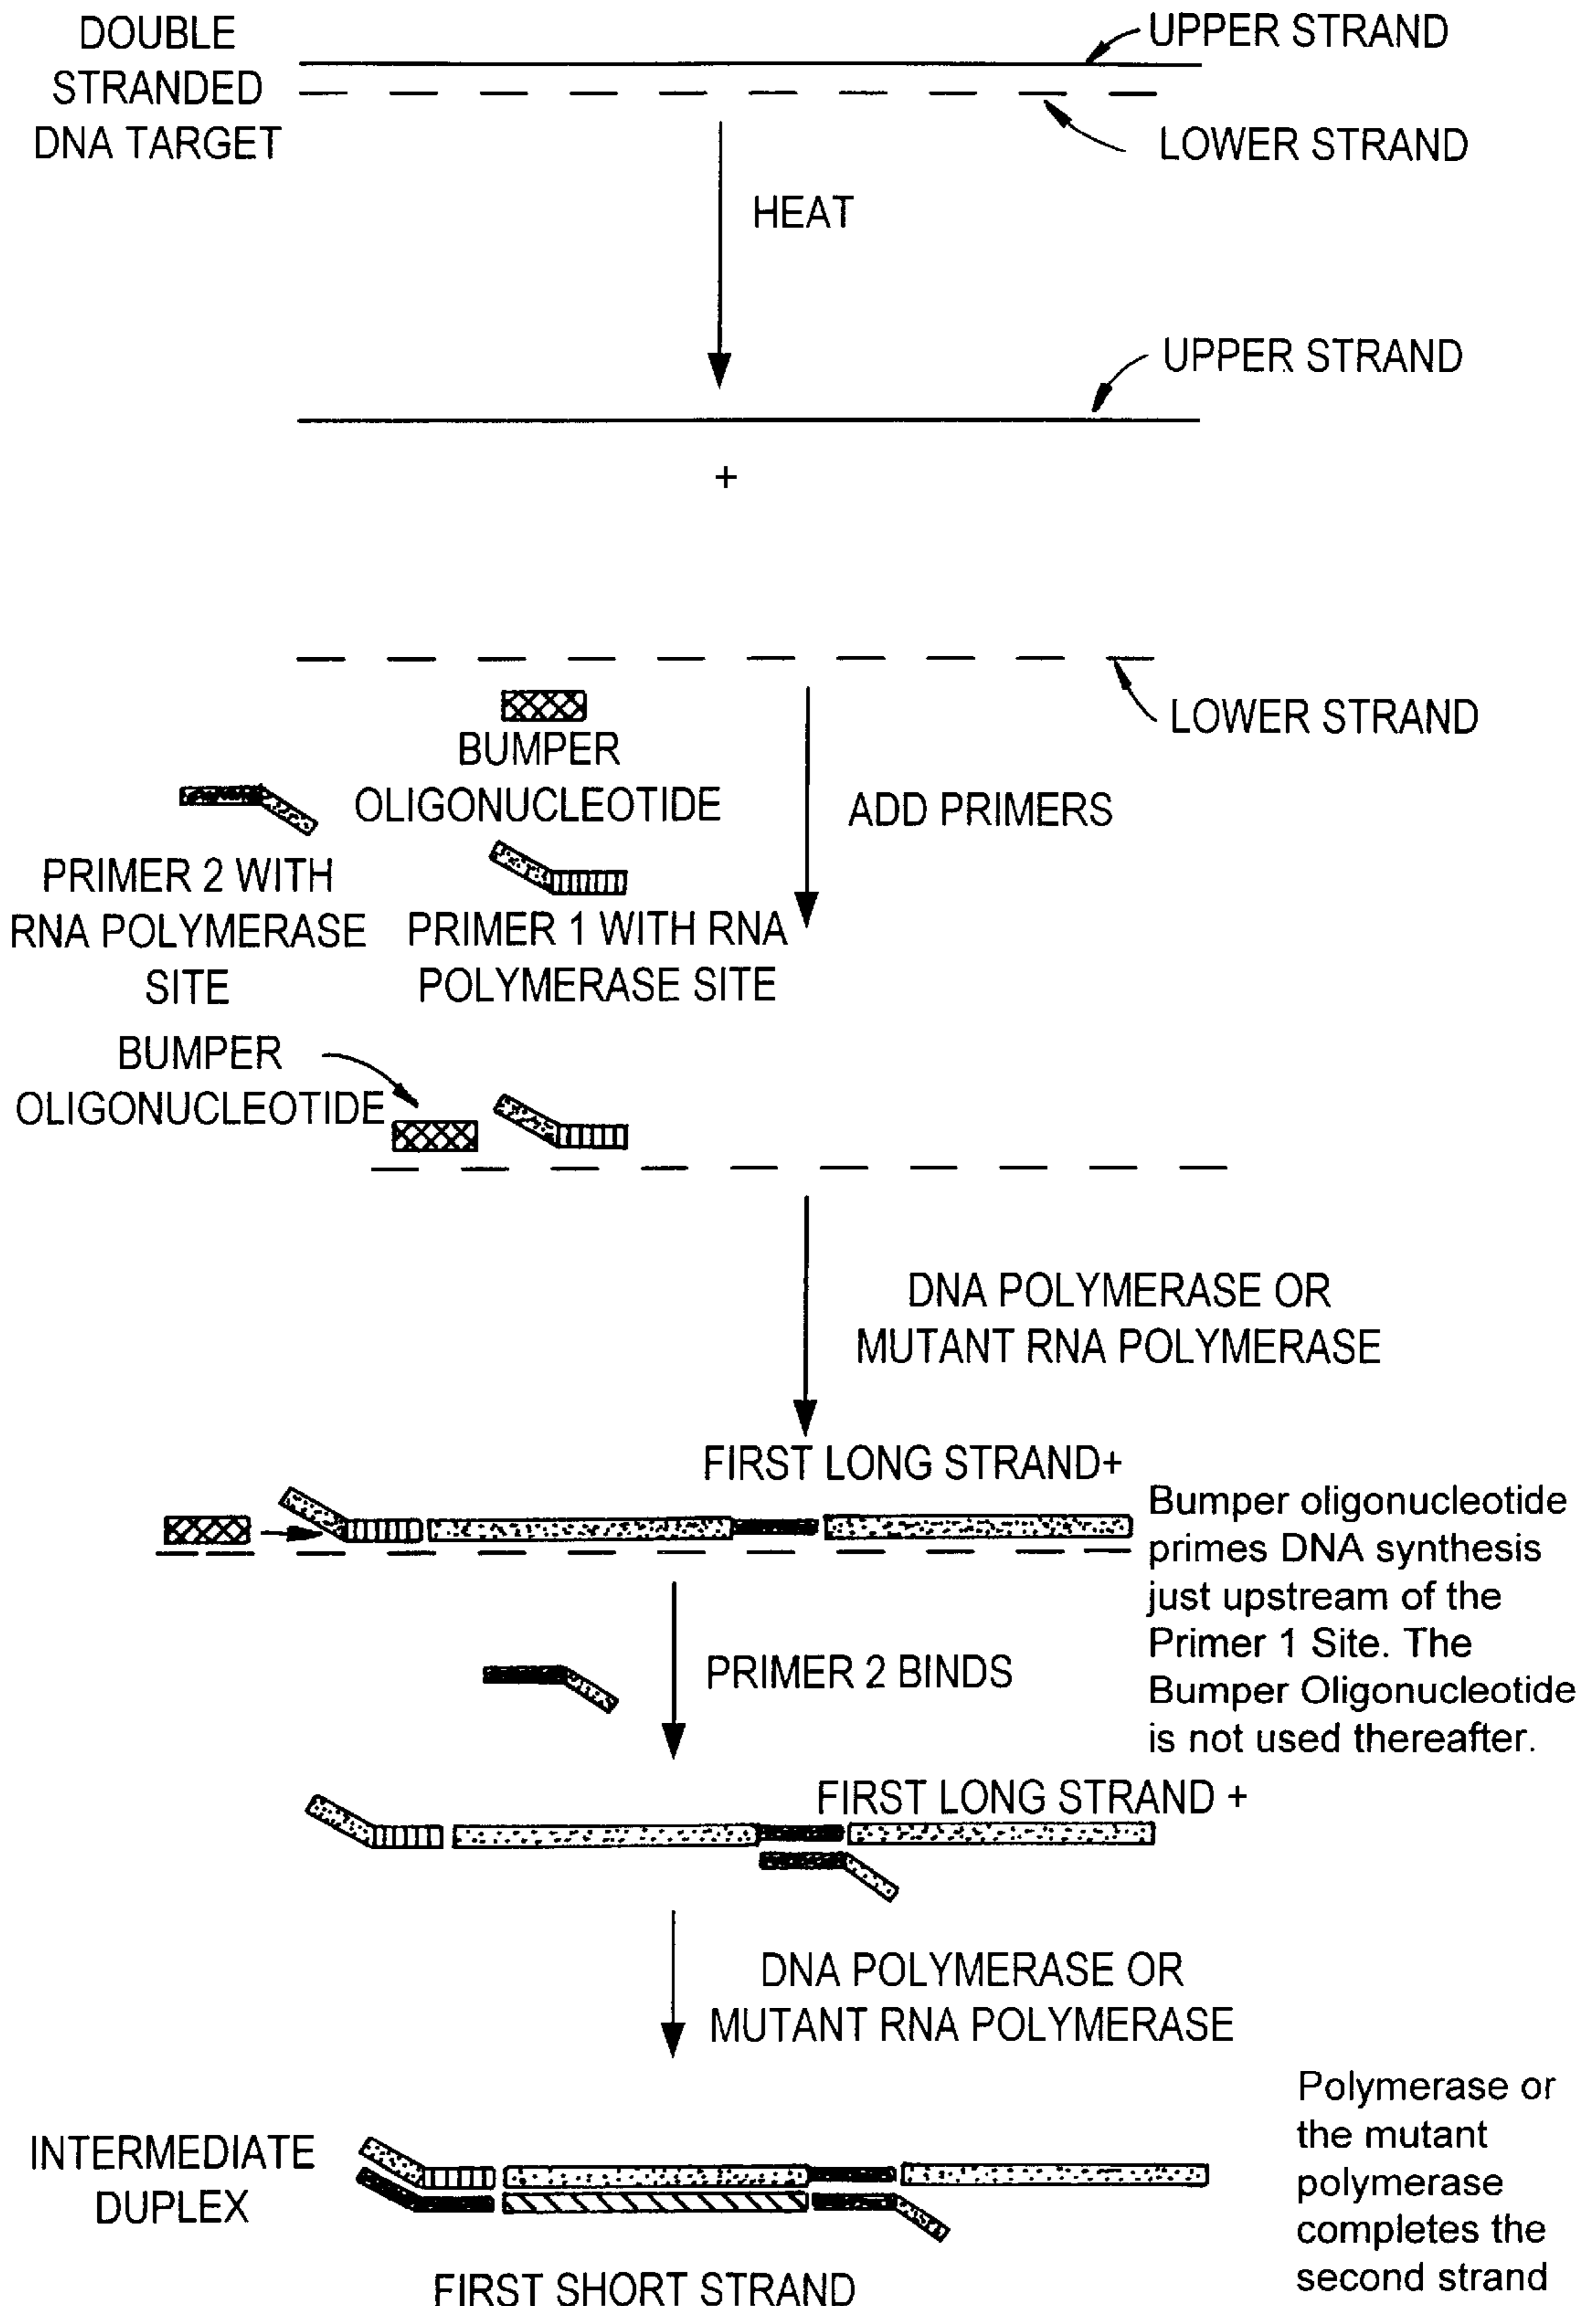 DOUBLE
STRANDED
DNA TARGET
UPPER STRAND
LOWER STRAND
HEAT
UPPER STRAND
+
LOWER STRAND
BUMPER
OLIGONUCLEOTIDE
ADD PRIMERS
PRIMER 2 WITH
RNA POLYMERASE
SITE
PRIMER 1 WITH RNA
POLYMERASE SITE
BUMPER
OLIGONUCLEOTIDE
DNA POLYMERASE OR
MUTANT RNA POLYMERASE
FIRST LONG STRAND+
Bumper oligonucleotide
primes DNA synthesis
just upstream of the
Primer 1 Site. The
Bumper Oligonucleotide
is not used thereafter.
PRIMER 2 BINDS
FIRST LONG STRAND +
DNA POLYMERASE OR
MUTANT RNA POLYMERASE
INTERMEDIATE
DUPLEX
Polymerase or
the mutant
polymerase
completes the
second strand
FIRST SHORT STRAND